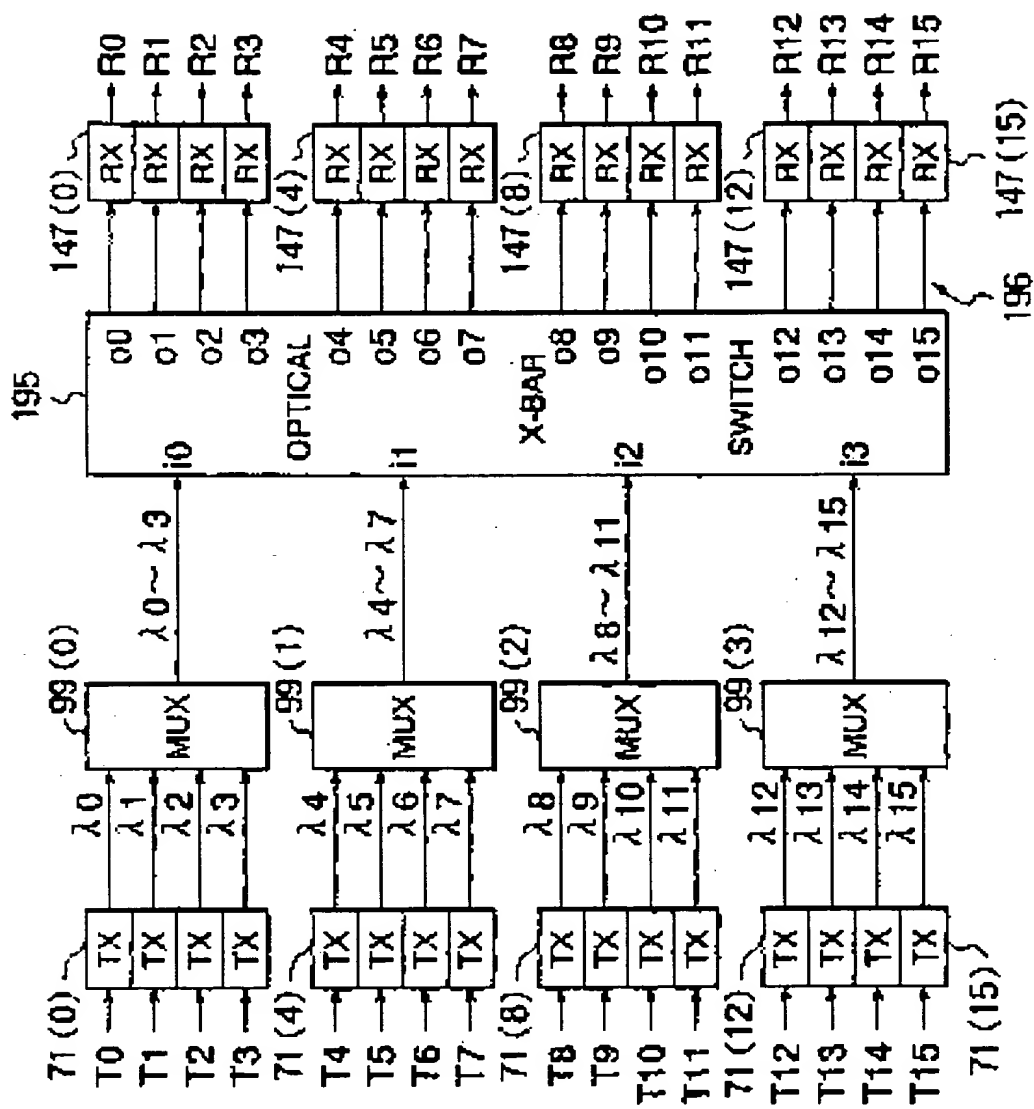 71(0)
T0
T1
T2
T3
TX
TX
TX
TX
λ0
λ1
λ2
λ3
99(0)
MUX
λ0~λ3
71(4)
T4
T5
T6
T7
TX
TX
TX
TX
λ4
λ5
λ6
λ7
99(1)
MUX
λ4~λ7
71(8)
T8
T9
T10
T11
TX
TX
TX
TX
λ8
λ9
λ10
λ11
99(2)
MUX
λ8~λ11
71(12)
T12
T13
T14
T15
TX
TX
TX
TX
71(15)
λ12
λ13
λ14
λ15
99(3)
MUX
λ12~λ15
195
i0
i1
i2
i3
OPTICAL
X-BAR
SWITCH
o0
o1
o2
o3
o4
o5
o6
o7
o8
o9
o10
o11
o12
o13
o14
o15
196
147(0)
RX
RX
RX
RX
R0
R1
R2
R3
147(4)
RX
RX
RX
RX
R4
R5
R6
R7
147(8)
RX
RX
RX
RX
R8
R9
R10
R11
147(12)
RX
RX
RX
RX
147(15)
R12
R13
R14
R15